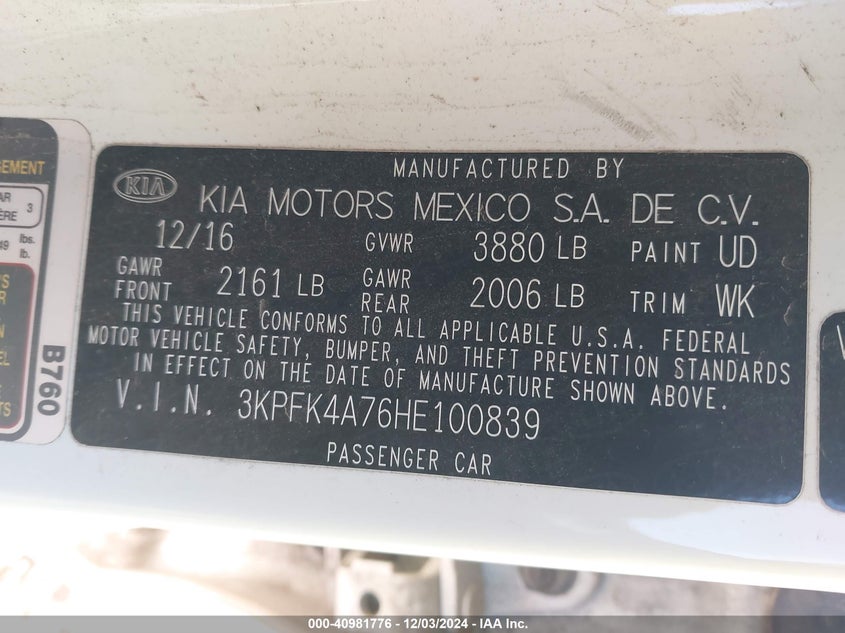 MANUFACTURED BY
KIA KIA MOTORS MEXICO S.A. DE C.V.
12/16 GVWR 3880 LB PAINT UD
GAWR FRONT 2161 LB GAWR REAR 2006 LB TRIM WK
THIS VEHICLE CONFORMS TO ALL APPLICABLE U.S.A. FEDERAL
MOTOR VEHICLE SAFETY, BUMPER, AND THEFT PREVENTION STANDARDS
IN EFFECT ON THE DATE OF MANUFACTURE SHOWN ABOVE.
V.I.N. 3KPFK4A76HE100839
PASSENGER CAR
3
lbs.
lb.
B760
000-40981776 - 12/03/2024 - IAA Inc.